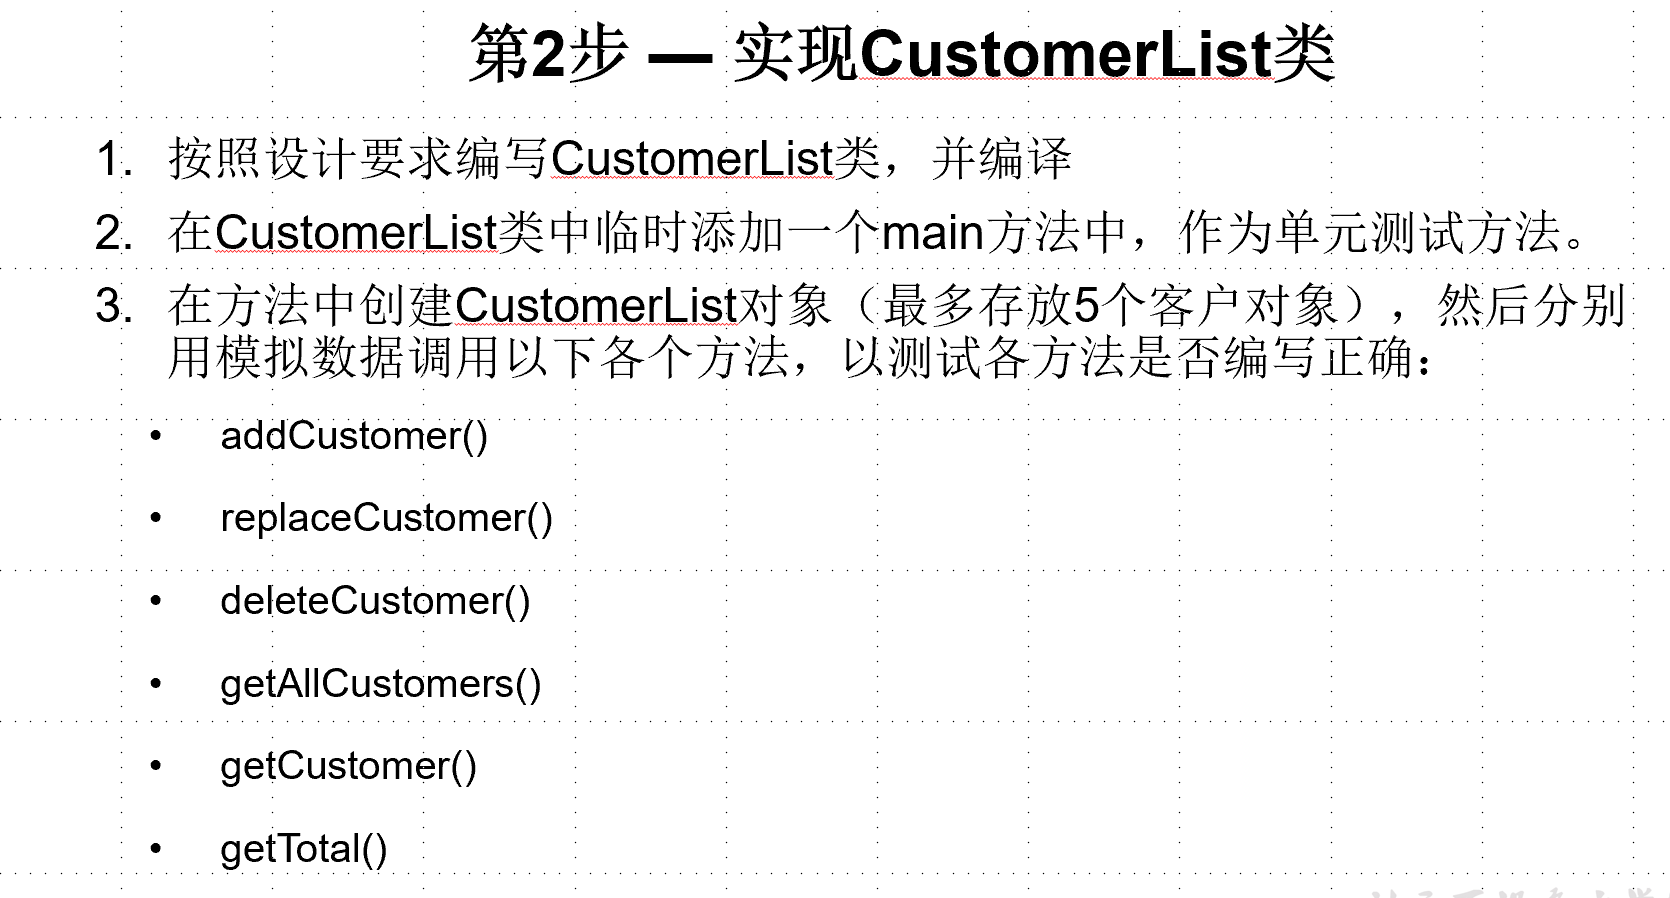 第2步 — 实现CustomerList类
1. 按照设计要求编写CustomerList类，并编译
2. 在CustomerList类中临时添加一个main方法中，作为单元测试方法。
3. 在方法中创建CustomerList对象（最多存放5个客户对象），然后分别
用模拟数据调用以下各个方法，以测试各方法是否编写正确：
• addCustomer()
• replaceCustomer()
• deleteCustomer()
• getAllCustomers()
• getCustomer()
• getTotal()